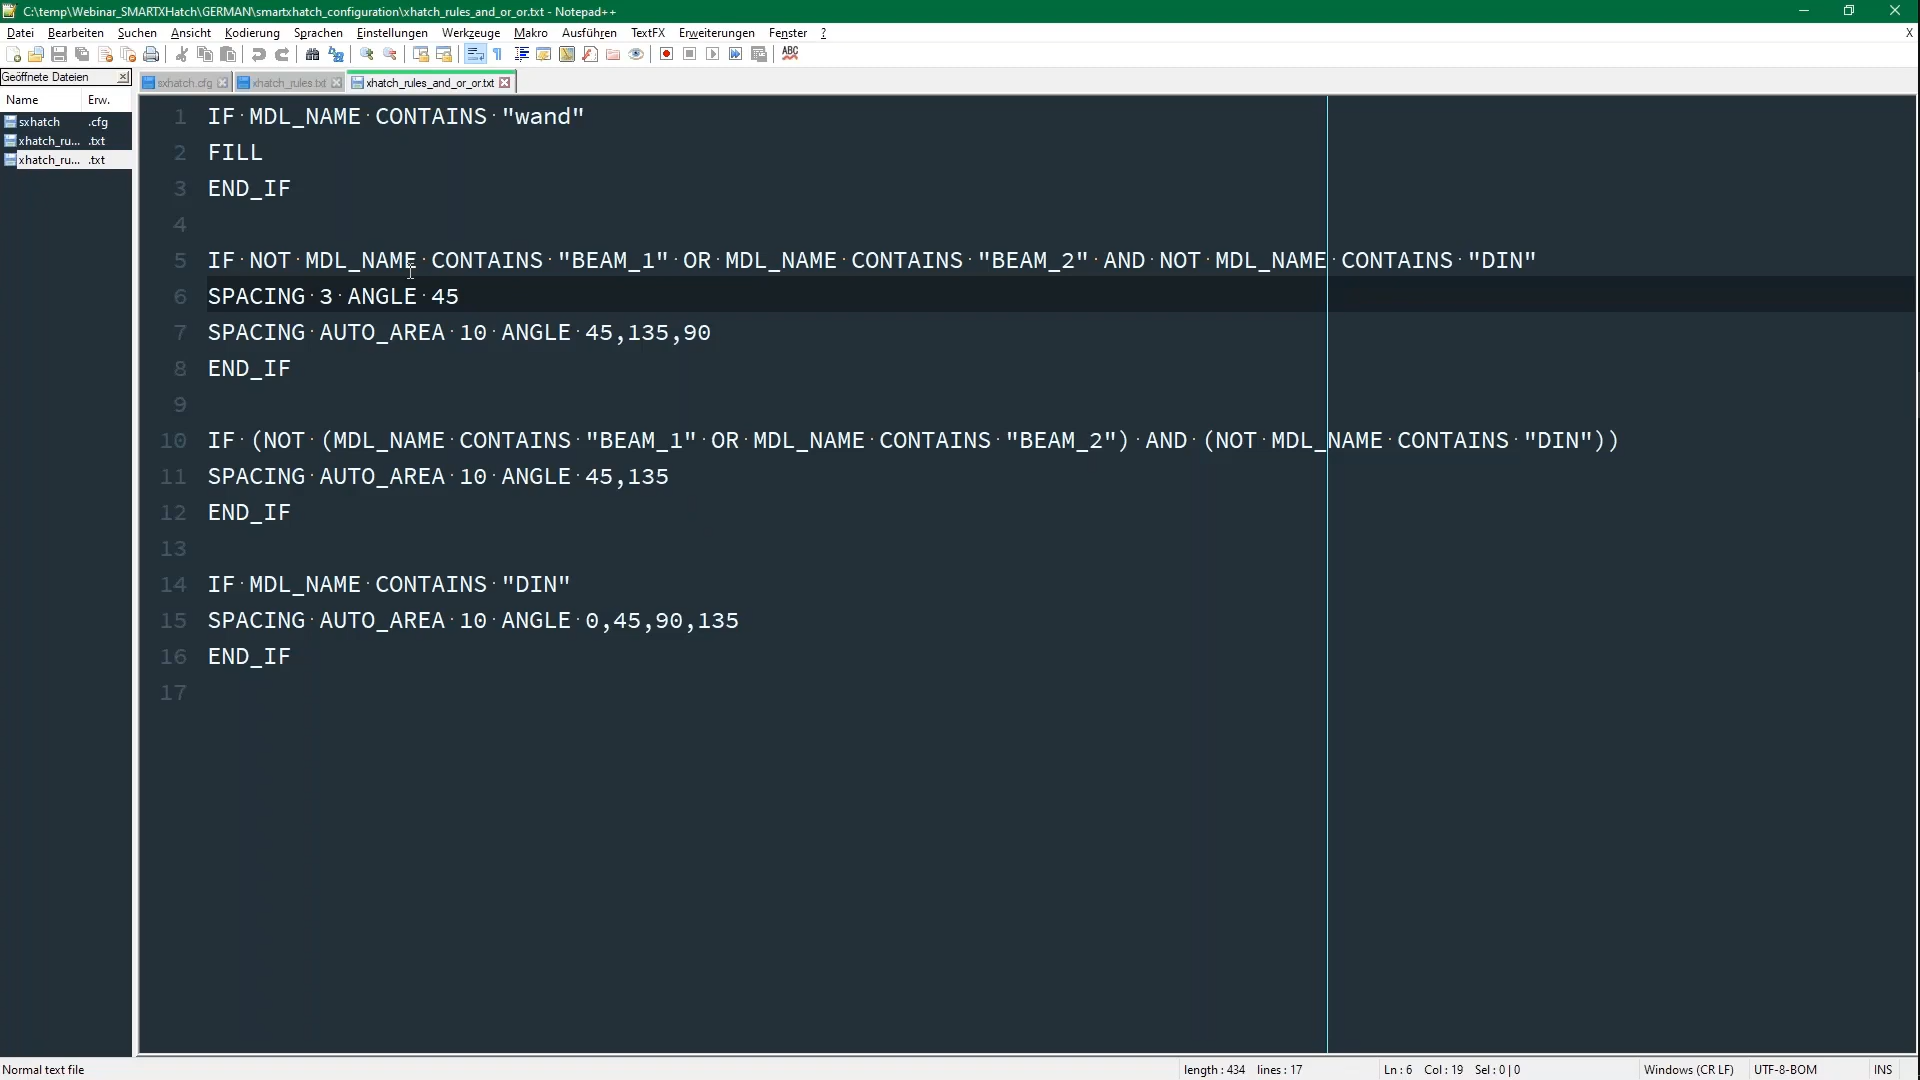 C:\temp\Webinar_SMARTXHatch\GERMAN\smartxhatch_configuration\xhatch_rules_and_or_or.txt - Notepad++
Datei Bearbeiten Suchen Ansicht Kodierung Sprachen Einstellungen Werkzeuge Makro Ausführen TextFX Erweiterungen Fenster ? X
ABC
Geöffnete Dateien
sxhatch.cfg xhatch_rules.txt xhatch_rules_and_or_or.txt
Name Erw.
sxhatch .cfg
xhatch_ru... .txt
xhatch_ru... .txt
1 IF MDL_NAME CONTAINS "wand"
2 FILL
3 END_IF
4
5 IF NOT MDL_NAME CONTAINS "BEAM_1" OR MDL_NAME CONTAINS "BEAM_2" AND NOT MDL_NAME CONTAINS "DIN"
6 SPACING 3 ANGLE 45
7 SPACING AUTO_AREA 10 ANGLE 45,135,90
8 END_IF
9
10 IF (NOT (MDL_NAME CONTAINS "BEAM_1" OR MDL_NAME CONTAINS "BEAM_2") AND (NOT MDL_NAME CONTAINS "DIN"))
11 SPACING AUTO_AREA 10 ANGLE 45,135
12 END_IF
13
14 IF MDL_NAME CONTAINS "DIN"
15 SPACING AUTO_AREA 10 ANGLE 0,45,90,135
16 END_IF
17
Normal text file length : 434 lines : 17 Ln : 6 Col : 19 Sel : 0 | 0 Windows (CR LF) UTF-8-BOM INS